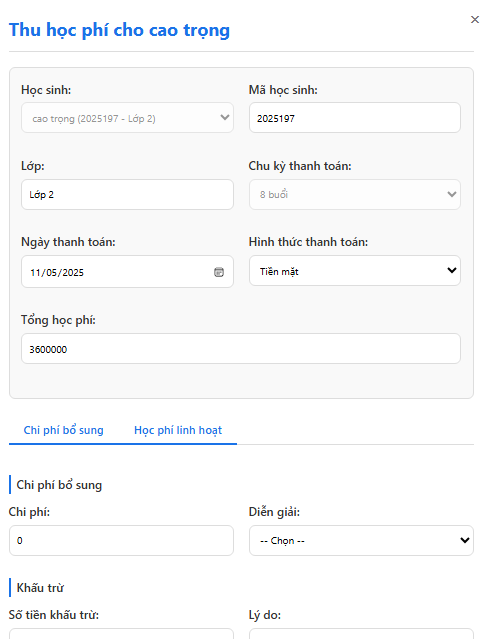 ×
Thu học phí cho cao trọng
Học sinh: Mã học sinh:
cao trọng (2025197 - Lớp 2) 2025197
Lớp: Chu kỳ thanh toán:
Lớp 2 8 buổi
Ngày thanh toán: Hình thức thanh toán:
11/05/2025 Tiền mặt
Tổng học phí:
3600000
Chi phí bổ sung Học phí linh hoạt
Chi phí bổ sung
Chi phí: Diễn giải:
0 -- Chọn --
Khấu trừ
Số tiền khấu trừ: Lý do: